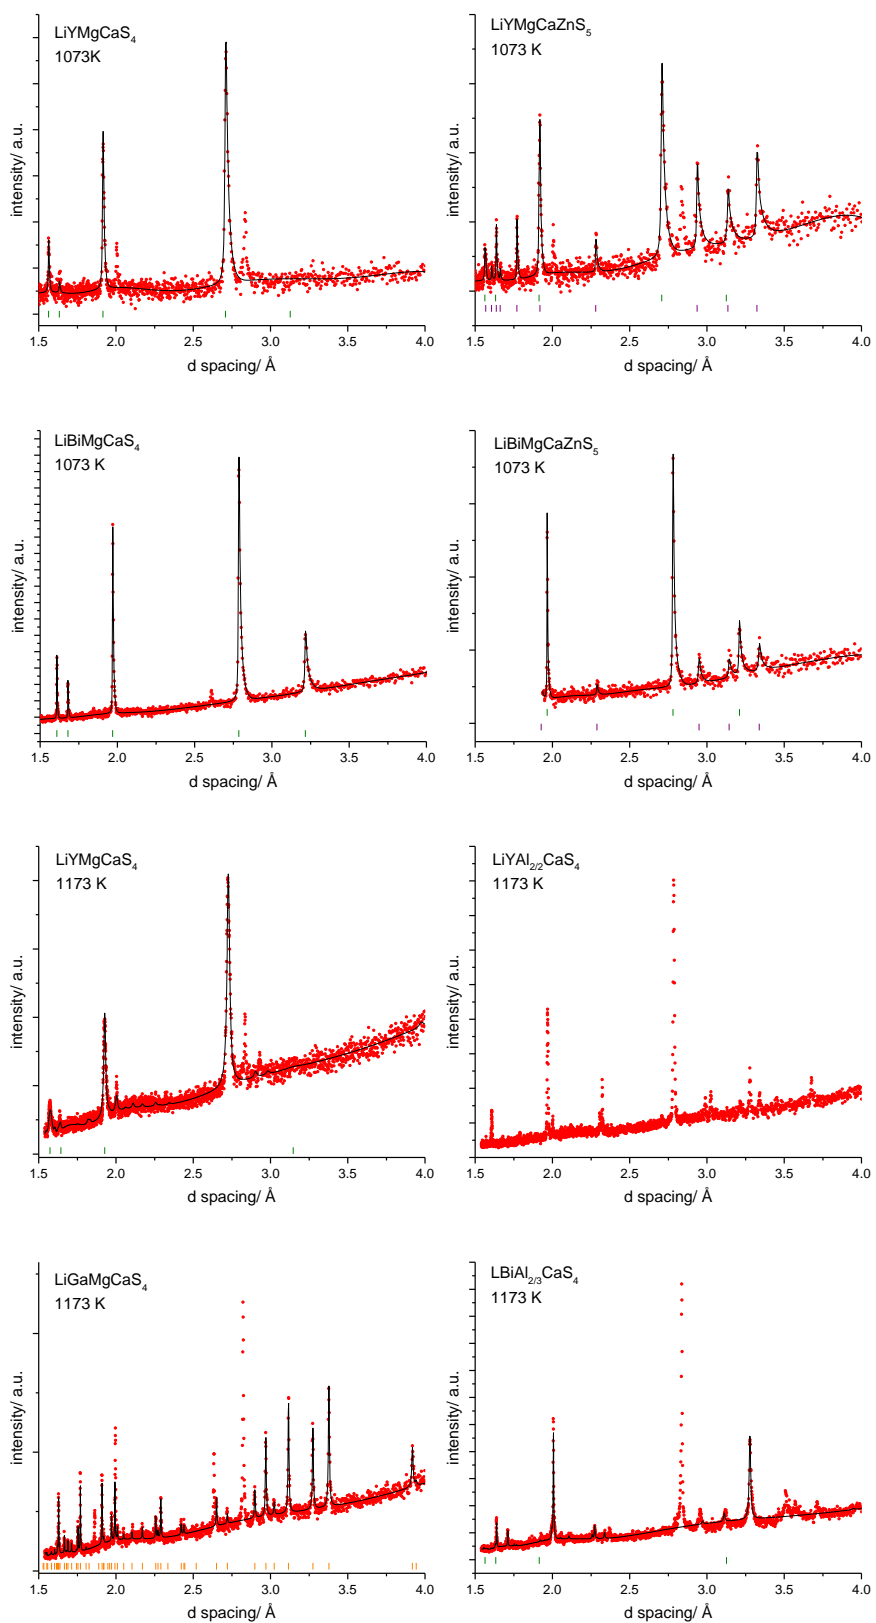 LiYMgCaS4
1073K
intensity/ a.u.
1.5 2.0 2.5 3.0 3.5 4.0
d spacing/ Å
LiYMgCaZnS5
1073 K
intensity/ a.u.
1.5 2.0 2.5 3.0 3.5 4.0
d spacing/ Å
LiBiMgCaS4
1073 K
intensity/ a.u.
1.5 2.0 2.5 3.0 3.5 4.0
d spacing/ Å
LiBiMgCaZnS5
1073 K
intensity/ a.u.
1.5 2.0 2.5 3.0 3.5 4.0
d spacing/ Å
LiYMgCaS4
1173 K
intensity/ a.u.
1.5 2.0 2.5 3.0 3.5 4.0
d spacing/ Å
LiYAl2/2CaS4
1173 K
intensity/ a.u.
1.5 2.0 2.5 3.0 3.5 4.0
d spacing/ Å
LiGaMgCaS4
1173 K
intensity/ a.u.
1.5 2.0 2.5 3.0 3.5 4.0
d spacing/ Å
LBiAl2/3CaS4
1173 K
intensity/ a.u.
1.5 2.0 2.5 3.0 3.5 4.0
d spacing/ Å